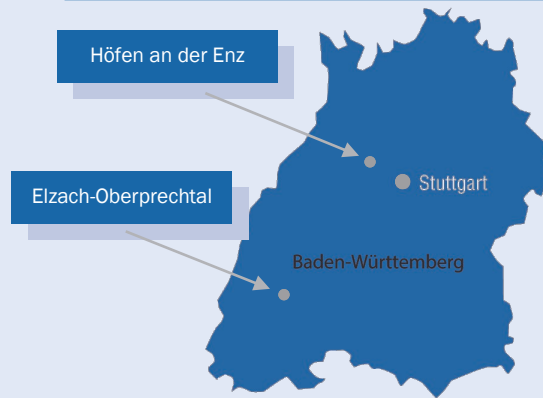 Höfen an der Enz
Stuttgart
Elzach-Oberprechtal
Baden-Württemberg